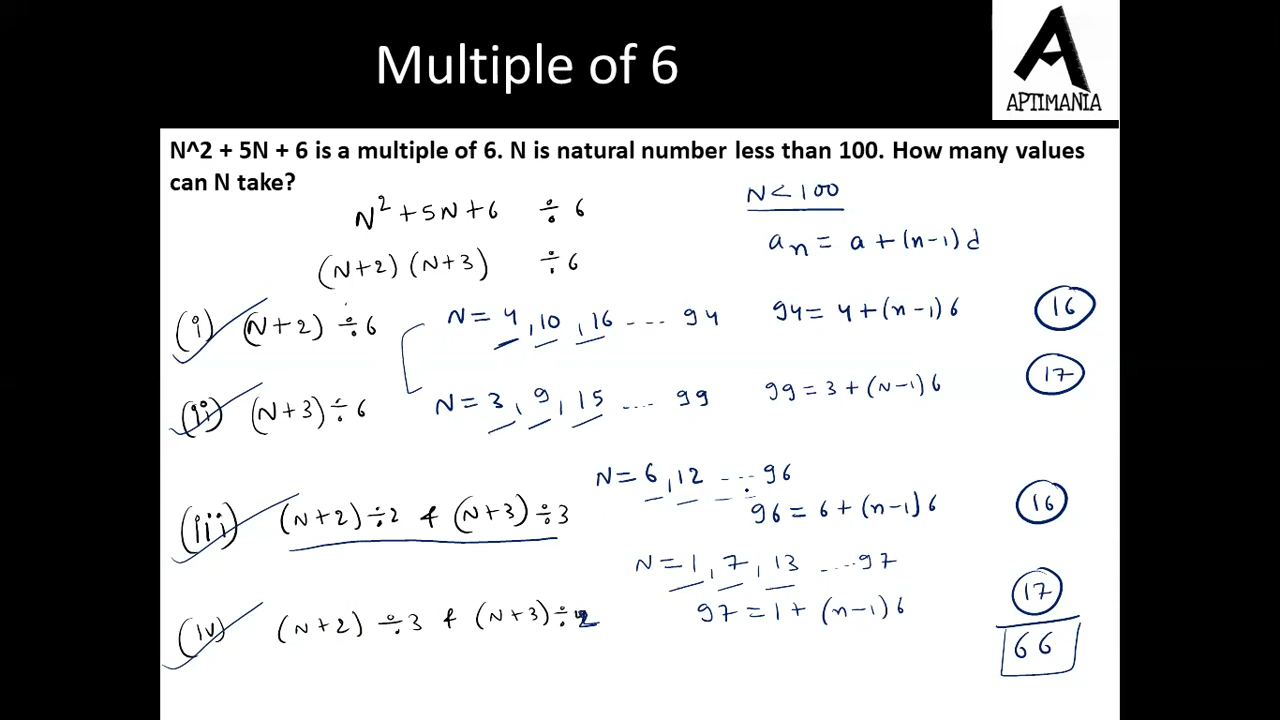 Multiple of 6
A
APTIMANIA
N^2 + 5N + 6 is a multiple of 6. N is natural number less than 100. How many values
can N take?
N² + 5N + 6 ÷ 6
N < 100
aₙ = a + (n-1) d
(N+2) (N+3) ÷ 6
(i) (N+2) ÷ 6 N = 4, 10, 16 .... 94 94 = 4 + (n-1) 6 16
(ii) (N+3) ÷ 6 N = 3, 9, 15 .... 99 99 = 3 + (N-1) 6 17
N = 6, 12 .... 96
(iii) (N+2) ÷ 2 & (N+3) ÷ 3 96 = 6 + (n-1) 6 16
N = 1, 7, 13 .... 97
(iv) (N+2) ÷ 3 & (N+3) ÷ 2 97 = 1 + (n-1) 6 17
66